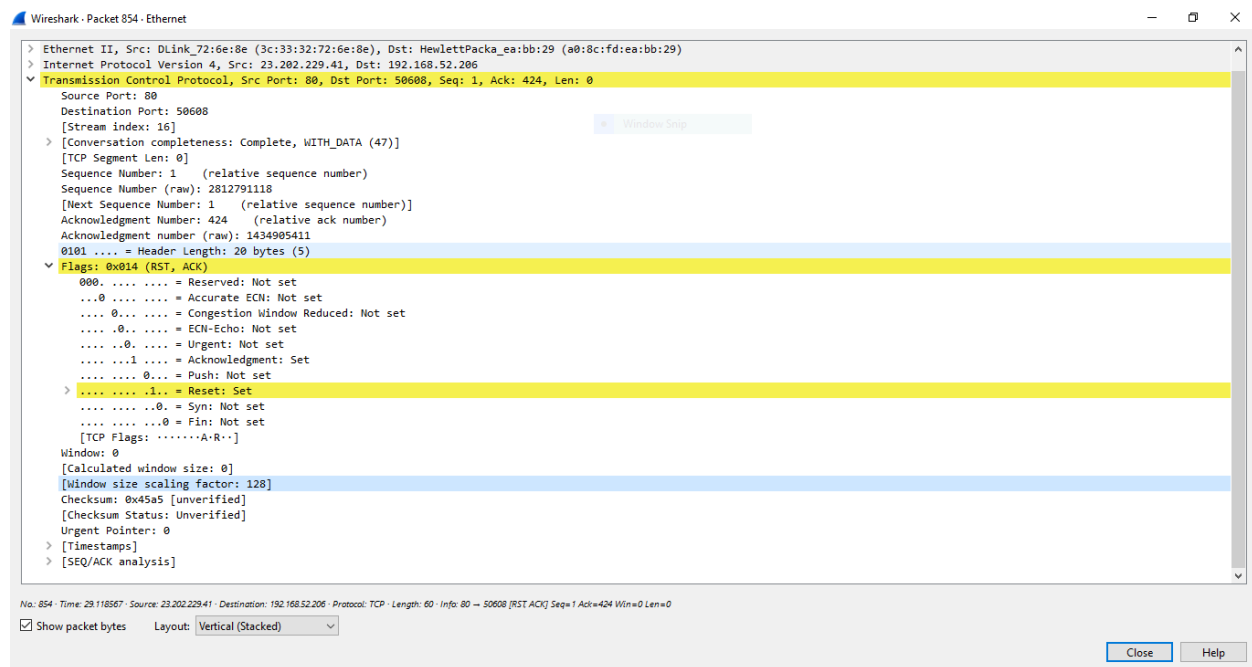 Wireshark · Packet 854 · Ethernet
Ethernet II, Src: DLink_72:6e:8e (3c:33:32:72:6e:8e), Dst: HewlettPacka_ea:bb:29 (a0:8c:fd:ea:bb:29)
Internet Protocol Version 4, Src: 23.202.229.41, Dst: 192.168.52.206
Transmission Control Protocol, Src Port: 80, Dst Port: 50608, Seq: 1, Ack: 424, Len: 0
Source Port: 80
Destination Port: 50608
[Stream index: 16]
Window Snip
[Conversation completeness: Complete, WITH_DATA (47)]
[TCP Segment Len: 0]
Sequence Number: 1    (relative sequence number)
Sequence Number (raw): 2812791118
[Next Sequence Number: 1    (relative sequence number)]
Acknowledgment Number: 424    (relative ack number)
Acknowledgment number (raw): 1434905411
0101 .... = Header Length: 20 bytes (5)
Flags: 0x014 (RST, ACK)
000. .... .... = Reserved: Not set
...0 .... .... = Accurate ECN: Not set
.... 0... .... = Congestion Window Reduced: Not set
.... .0.. .... = ECN-Echo: Not set
.... ..0. .... = Urgent: Not set
.... ...1 .... = Acknowledgment: Set
.... .... 0... = Push: Not set
.... .... .1.. = Reset: Set
.... .... ..0. = Syn: Not set
.... .... ...0 = Fin: Not set
[TCP Flags: ·······A·R··]
Window: 0
[Calculated window size: 0]
[Window size scaling factor: 128]
Checksum: 0x45a5 [unverified]
[Checksum Status: Unverified]
Urgent Pointer: 0
[Timestamps]
[SEQ/ACK analysis]
No.: 854 · Time: 29.118567 · Source: 23.202.229.41 · Destination: 192.168.52.206 · Protocol: TCP · Length: 60 · Info: 80 → 50608 [RST, ACK] Seq=1 Ack=424 Win=0 Len=0
Show packet bytes Layout: Vertical (Stacked)
Close Help